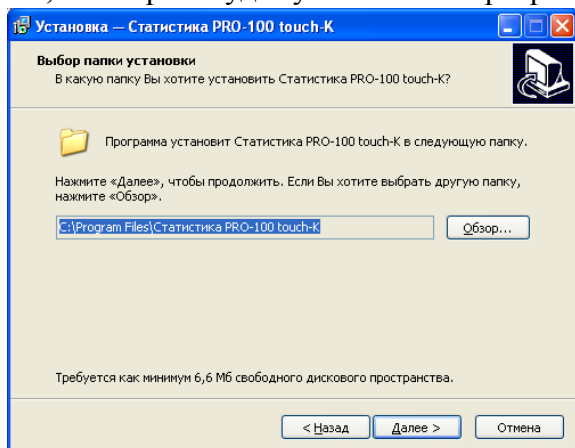 Установка — Статистика PRO-100 touch-K
Выбор папки установки
В какую папку Вы хотите установить Статистика PRO-100 touch-K?
Программа установит Статистика PRO-100 touch-K в следующую папку.
Нажмите «Далее», чтобы продолжить. Если Вы хотите выбрать другую папку,
нажмите «Обзор».
C:\Program Files\Статистика PRO-100 touch-K
Обзор...
Требуется как минимум 6,6 Мб свободного дискового пространства.
< Назад Далее > Отмена